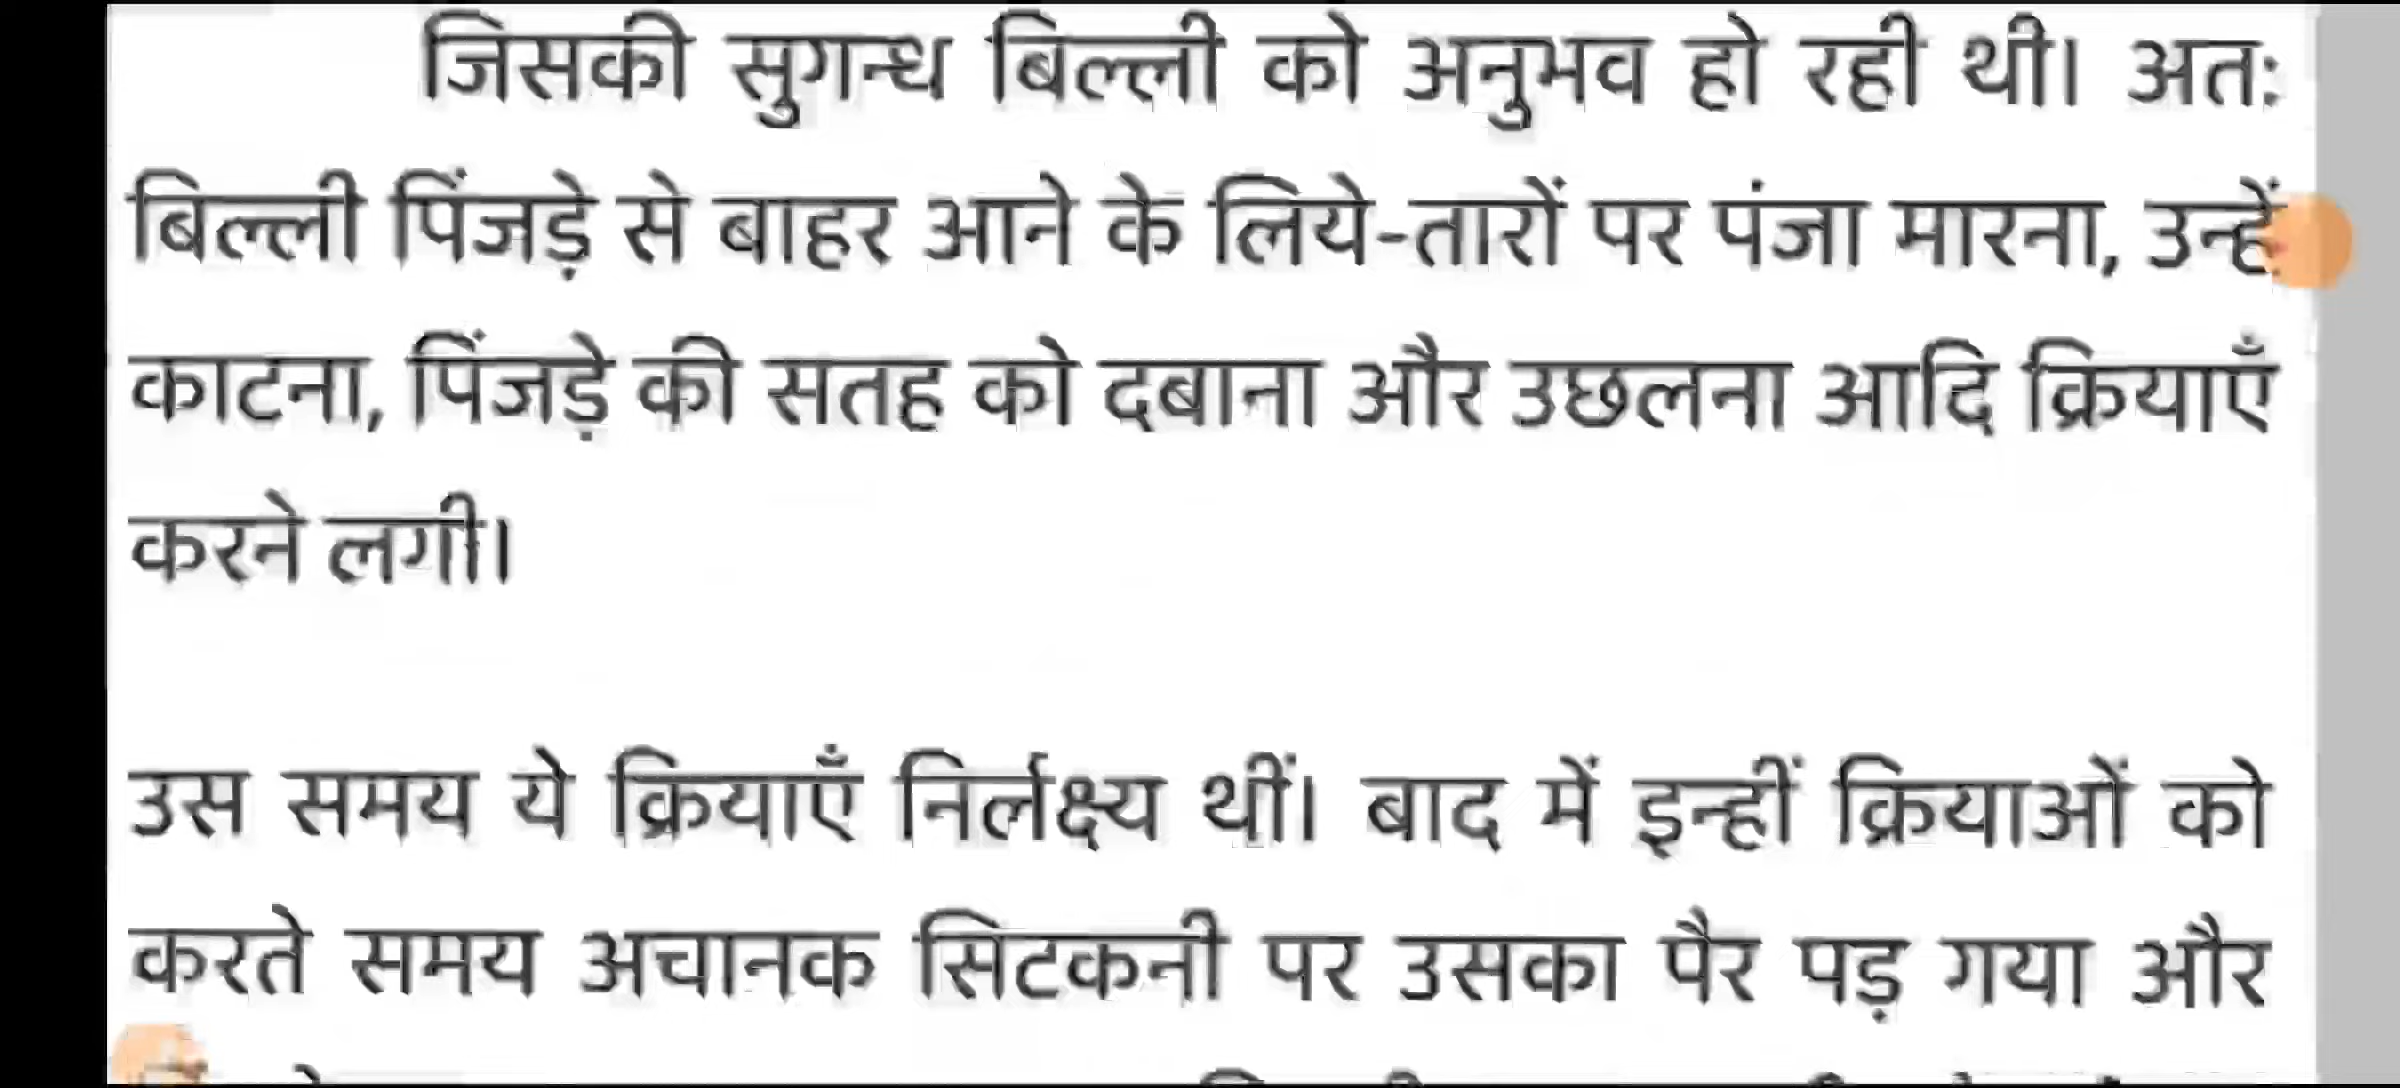 जिसकी सुगन्ध बिल्ली को अनुभव हो रही थी। अतः
बिल्ली पिंजड़े से बाहर आने के लिये-तारों पर पंजा मारना, उन्हें
काटना, पिंजड़े की सतह को दबाना और उछलना आदि क्रियाएँ
करने लगी।
उस समय ये क्रियाएँ निर्लक्ष्य थीं। बाद में इन्हीं क्रियाओं को
करते समय अचानक सिटकनी पर उसका पैर पड़ गया और